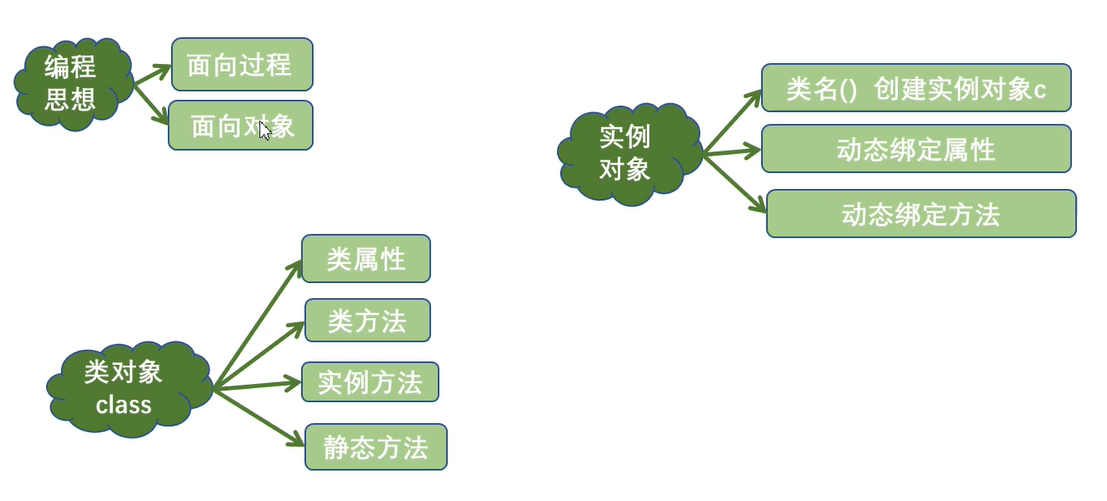 编程
思想
面向过程
面向对象
类对象
class
类属性
类方法
实例方法
静态方法
实例
对象
类名() 创建实例对象c
动态绑定属性
动态绑定方法